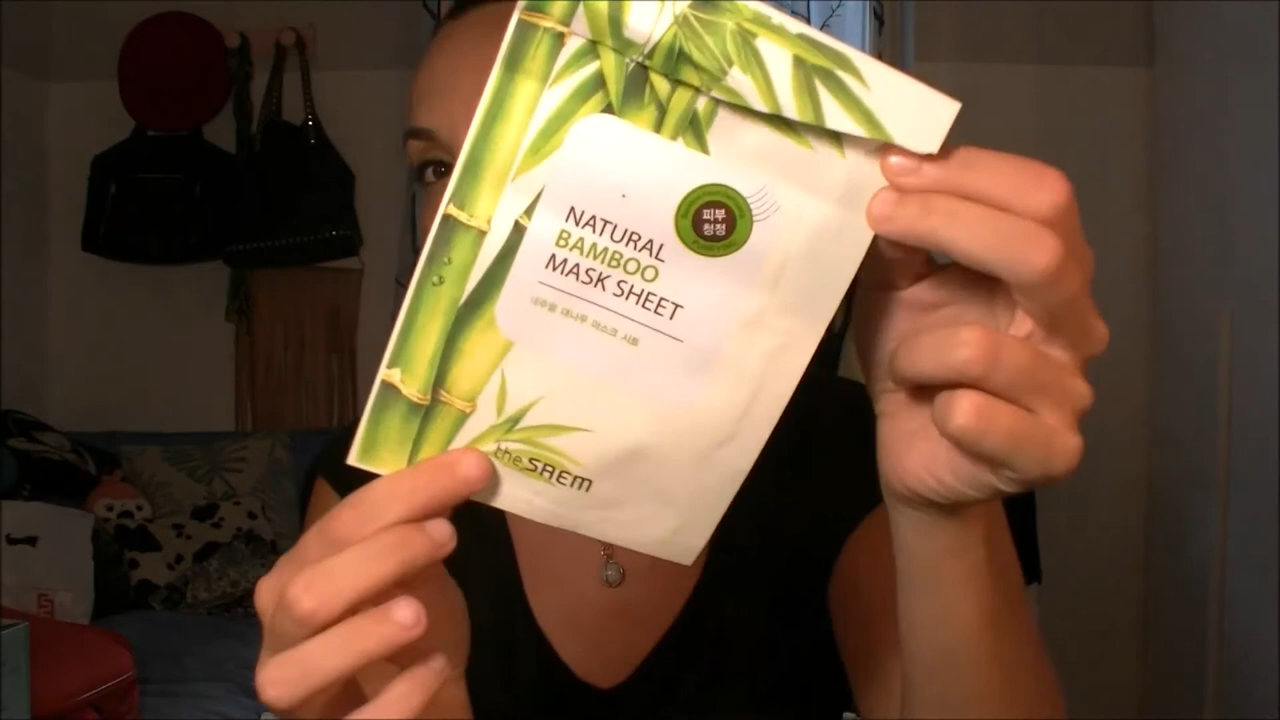 피부
청정
NATURAL
BAMBOO
MASK SHEET
내추럴 대나무 마스크 시트
the SAEM